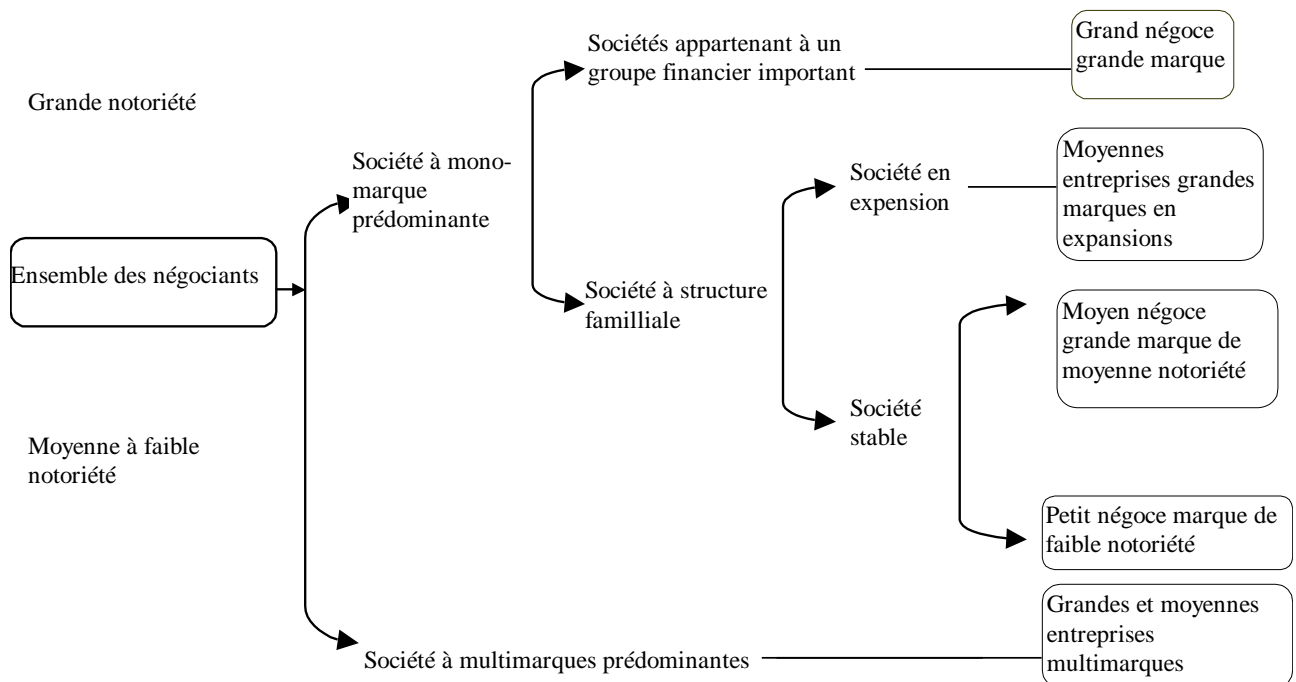 Sociétés appartenant à un
groupe financier important
Grand négoce
grande marque
Grande notoriété
Société à mono-
marque
prédominante
Société en
expension
Moyennes
entreprises grandes
marques en
expansions
Ensemble des négociants
Société à structure
familliale
Moyen négoce
grande marque de
moyenne notoriété
Société
stable
Moyenne à faible
notoriété
Petit négoce marque de
faible notoriété
Société à multimarques prédominantes
Grandes et moyennes
entreprises
multimarques